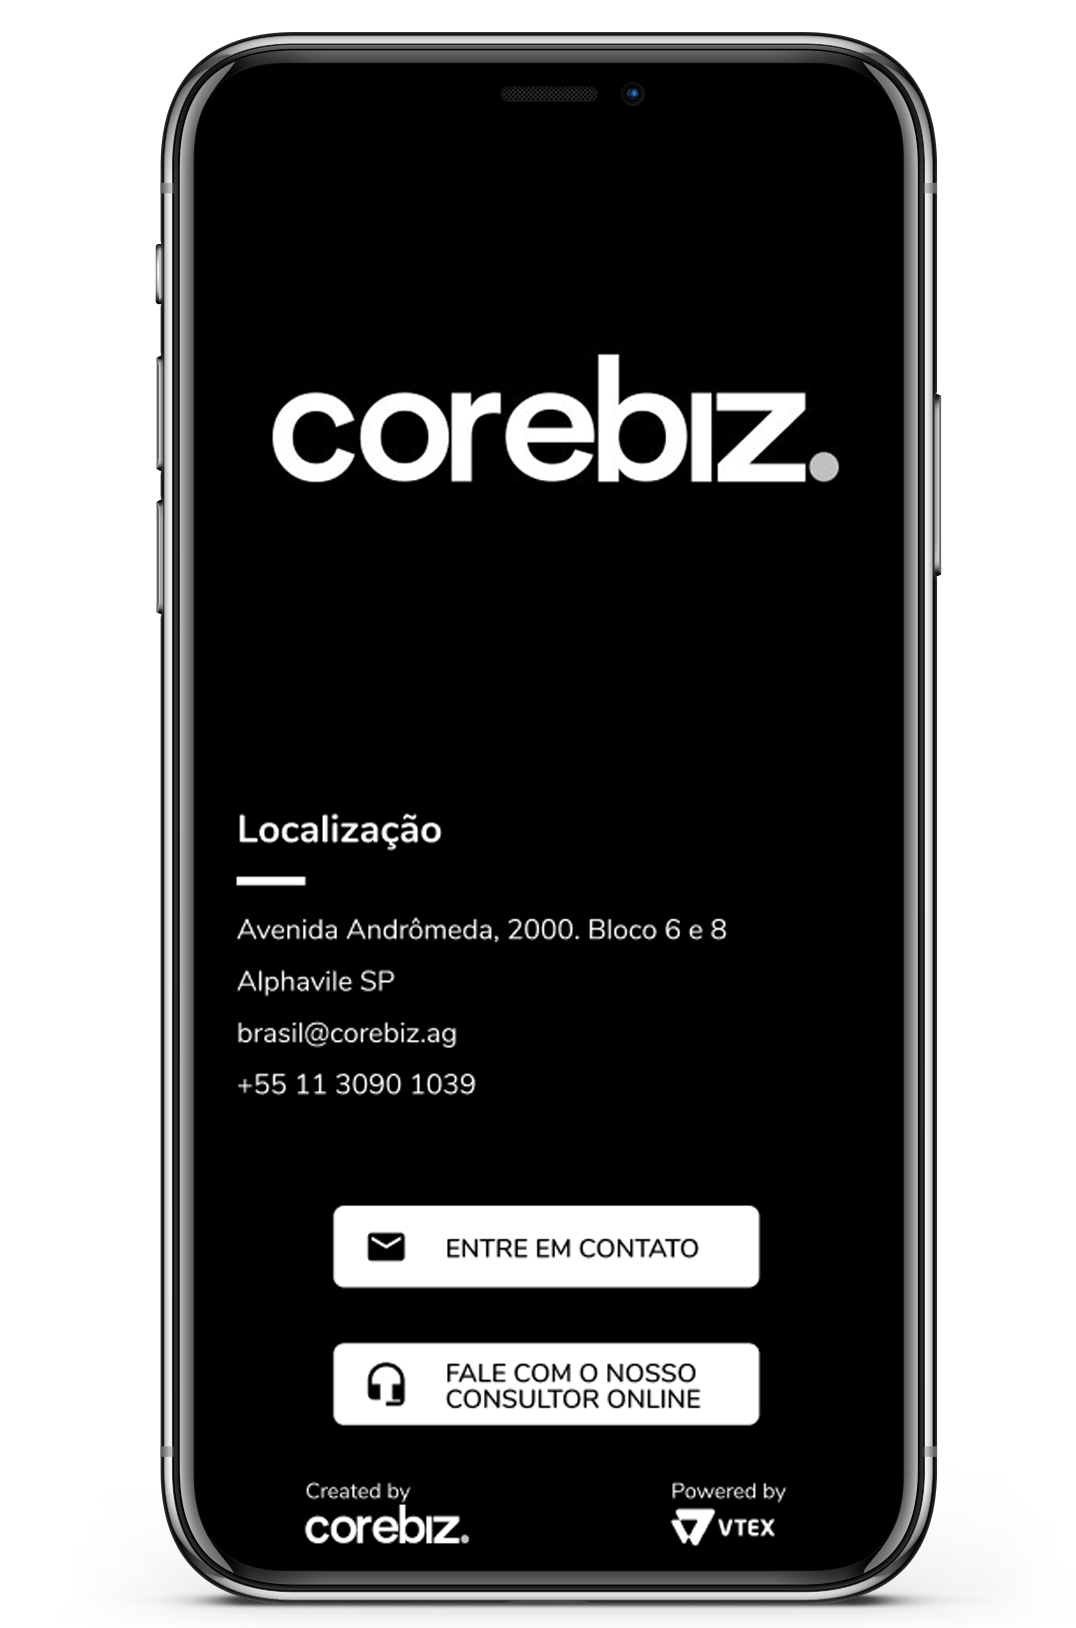 corebiz.
Localização
Avenida Andrômeda, 2000. Bloco 6 e 8
Alphavile SP
brasil@corebiz.ag
+55 11 3090 1039
ENTRE EM CONTATO
FALE COM O NOSSO
CONSULTOR ONLINE
Created by
corebiz.
Powered by
VTEX